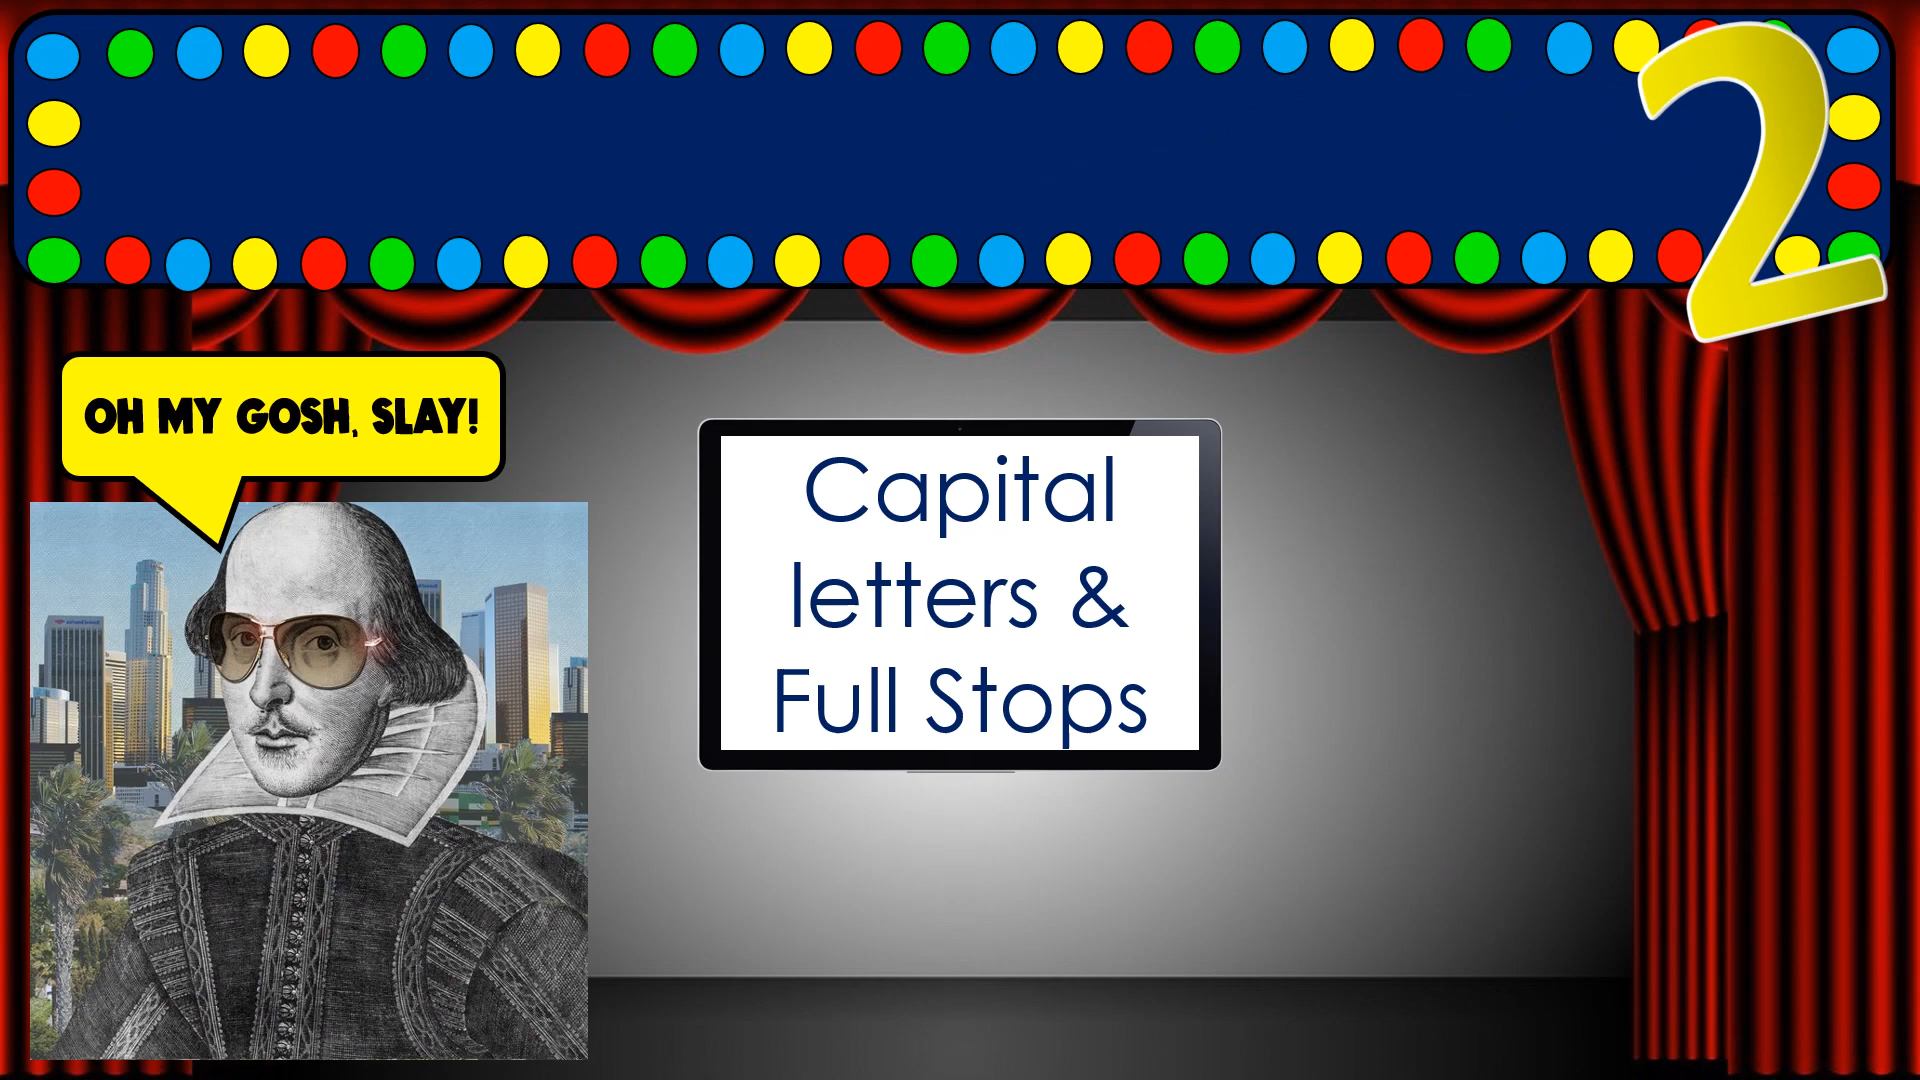 2
OH MY GOSH, SLAY!
Capital
letters &
Full Stops